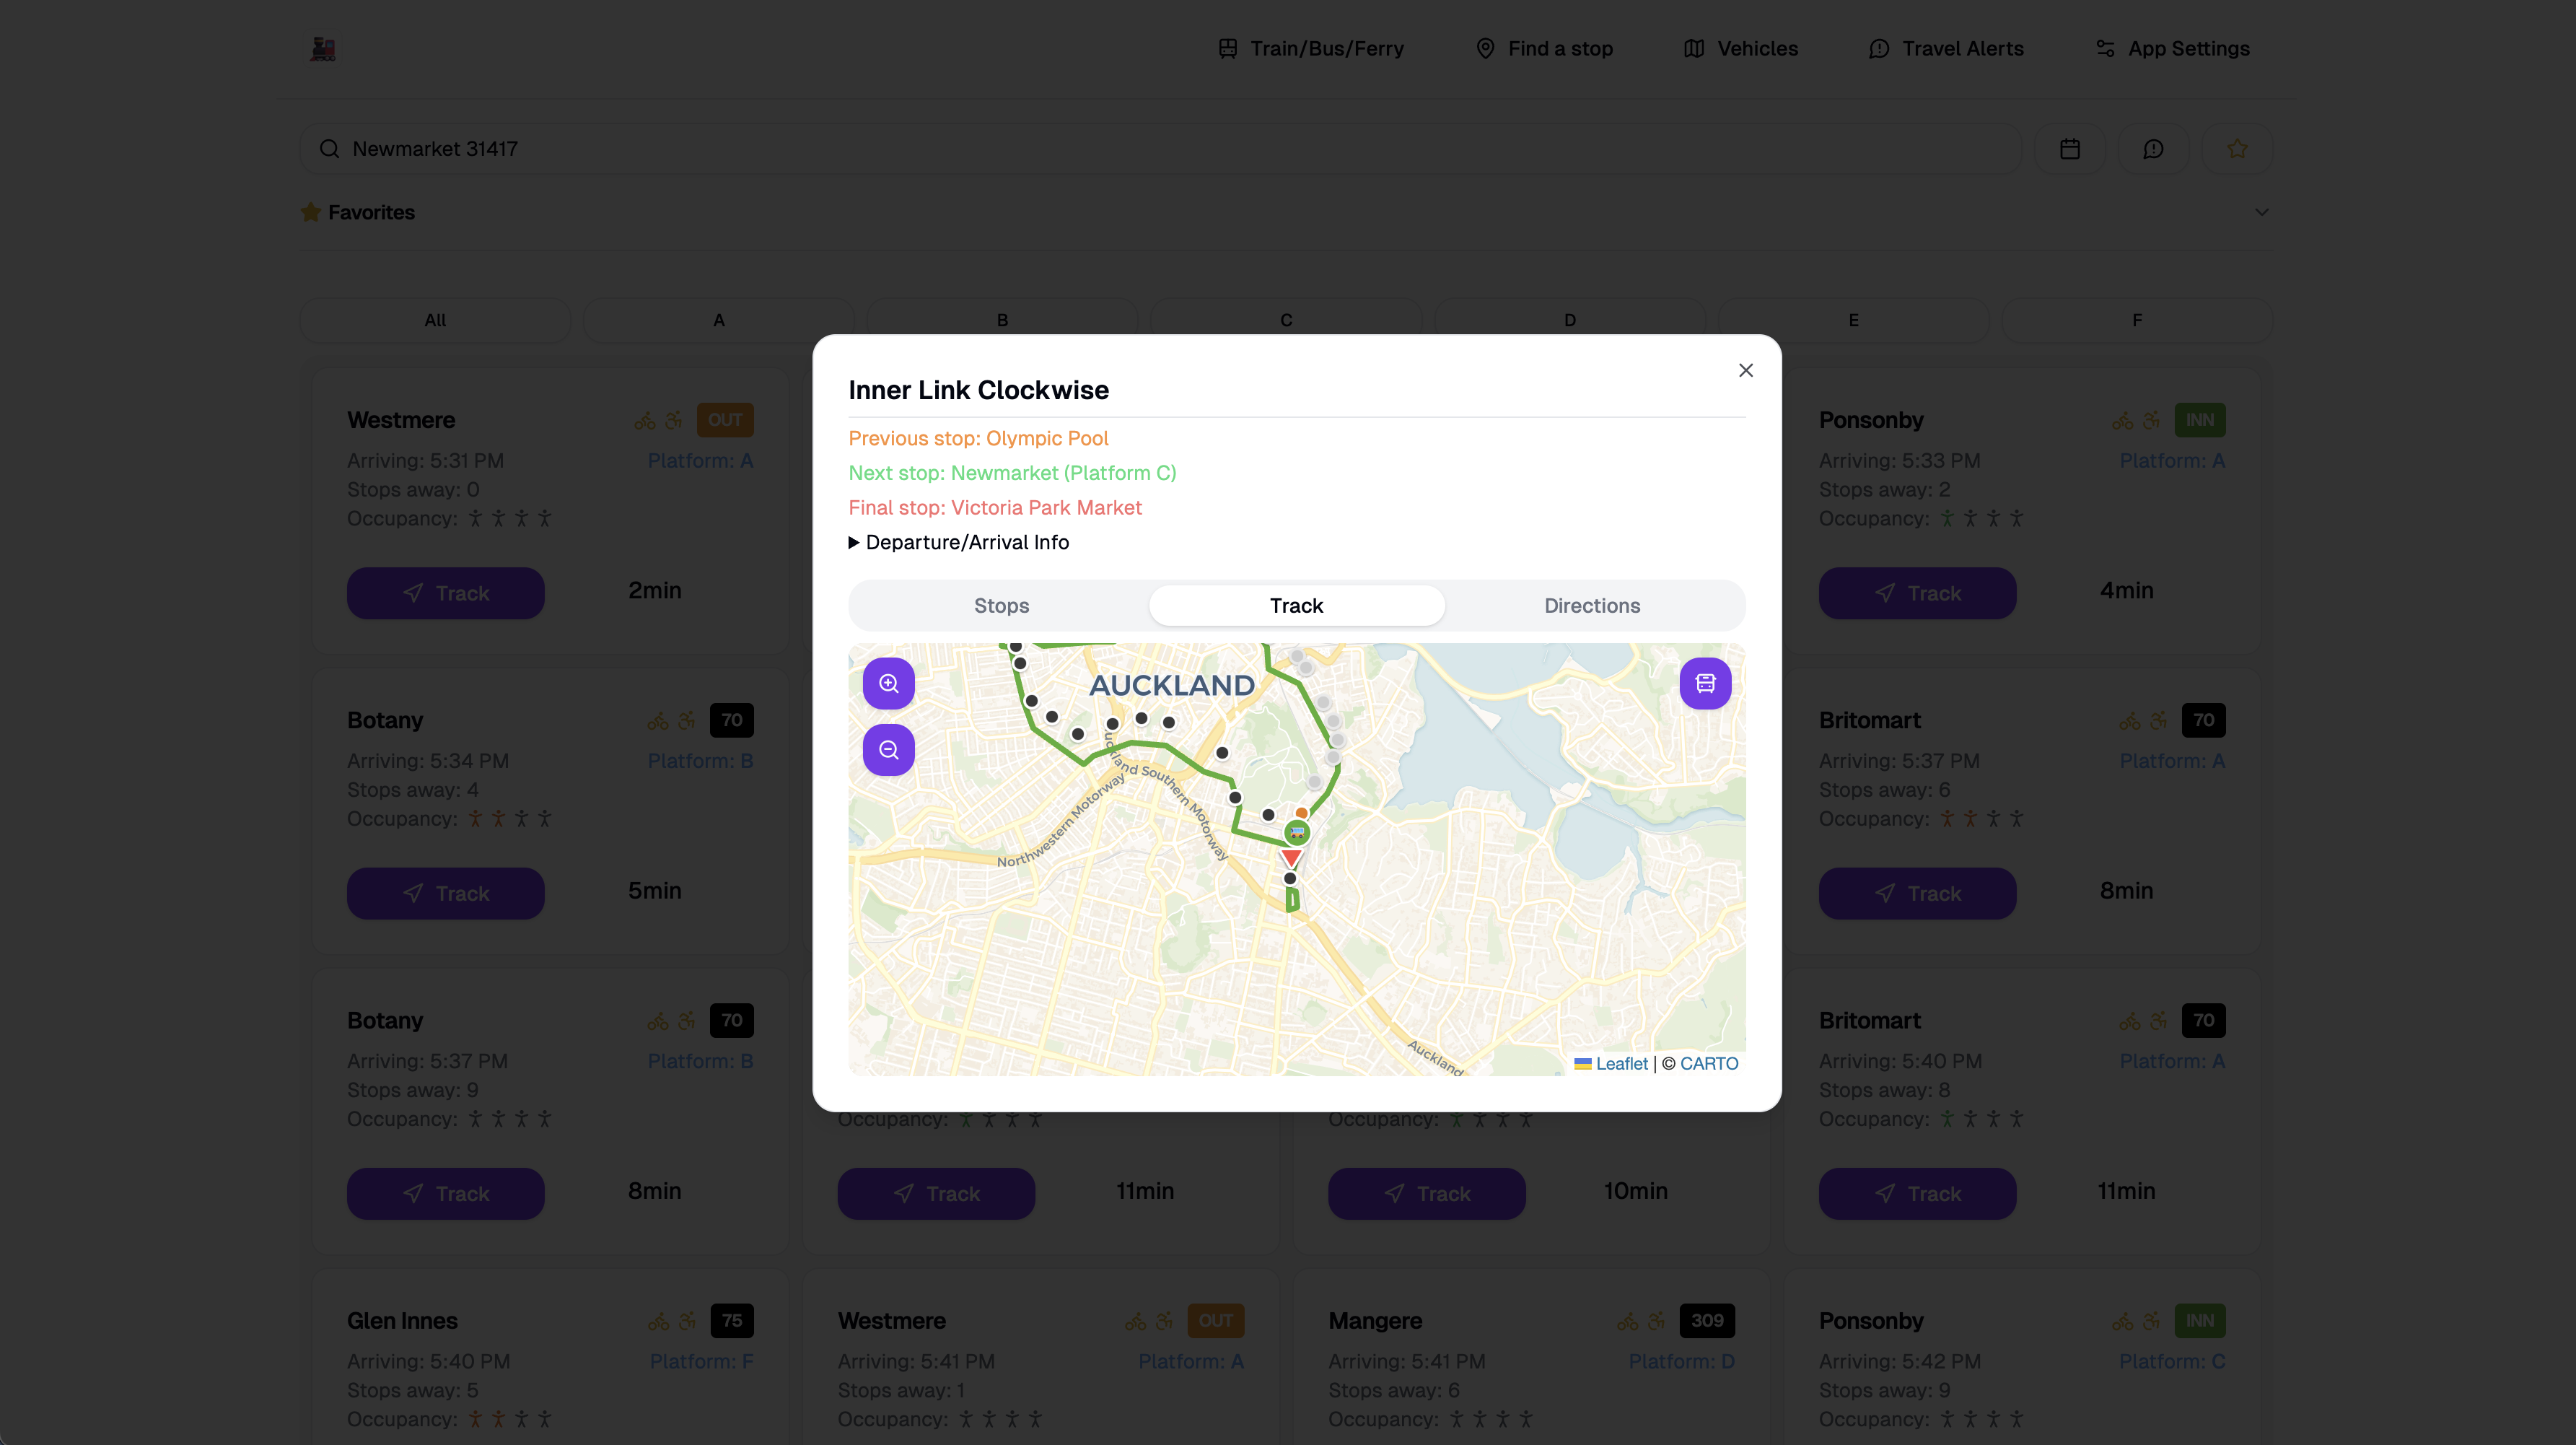 Train/Bus/Ferry
Find a stop
Vehicles
Travel Alerts
App Settings
Newmarket 31417
Favorites
All
A
B
C
D
E
F
Westmere
OUT
Arriving: 5:31 PM
Platform: A
Stops away: 0
Occupancy:
Track
2min
Ponsonby
INN
Arriving: 5:33 PM
Platform: A
Stops away: 2
Occupancy:
Track
4min
Inner Link Clockwise
Previous stop: Olympic Pool
Next stop: Newmarket (Platform C)
Final stop: Victoria Park Market
Departure/Arrival Info
Stops
Track
Directions
AUCKLAND
Auckland Southern Motorway
Northwestern Motorway
Auckland
Leaflet | © CARTO
Botany
70
Arriving: 5:34 PM
Platform: B
Stops away: 4
Occupancy:
Track
5min
Britomart
70
Arriving: 5:37 PM
Platform: A
Stops away: 6
Occupancy:
Track
8min
Botany
70
Arriving: 5:37 PM
Platform: B
Stops away: 9
Occupancy:
Track
8min
Occupancy:
Track
11min
Occupancy:
Track
10min
Britomart
70
Arriving: 5:40 PM
Platform: A
Stops away: 8
Occupancy:
Track
11min
Glen Innes
75
Arriving: 5:40 PM
Platform: F
Stops away: 5
Occupancy:
Westmere
OUT
Arriving: 5:41 PM
Platform: A
Stops away: 1
Occupancy:
Mangere
309
Arriving: 5:41 PM
Platform: D
Stops away: 6
Occupancy:
Ponsonby
INN
Arriving: 5:42 PM
Platform: C
Stops away: 9
Occupancy: